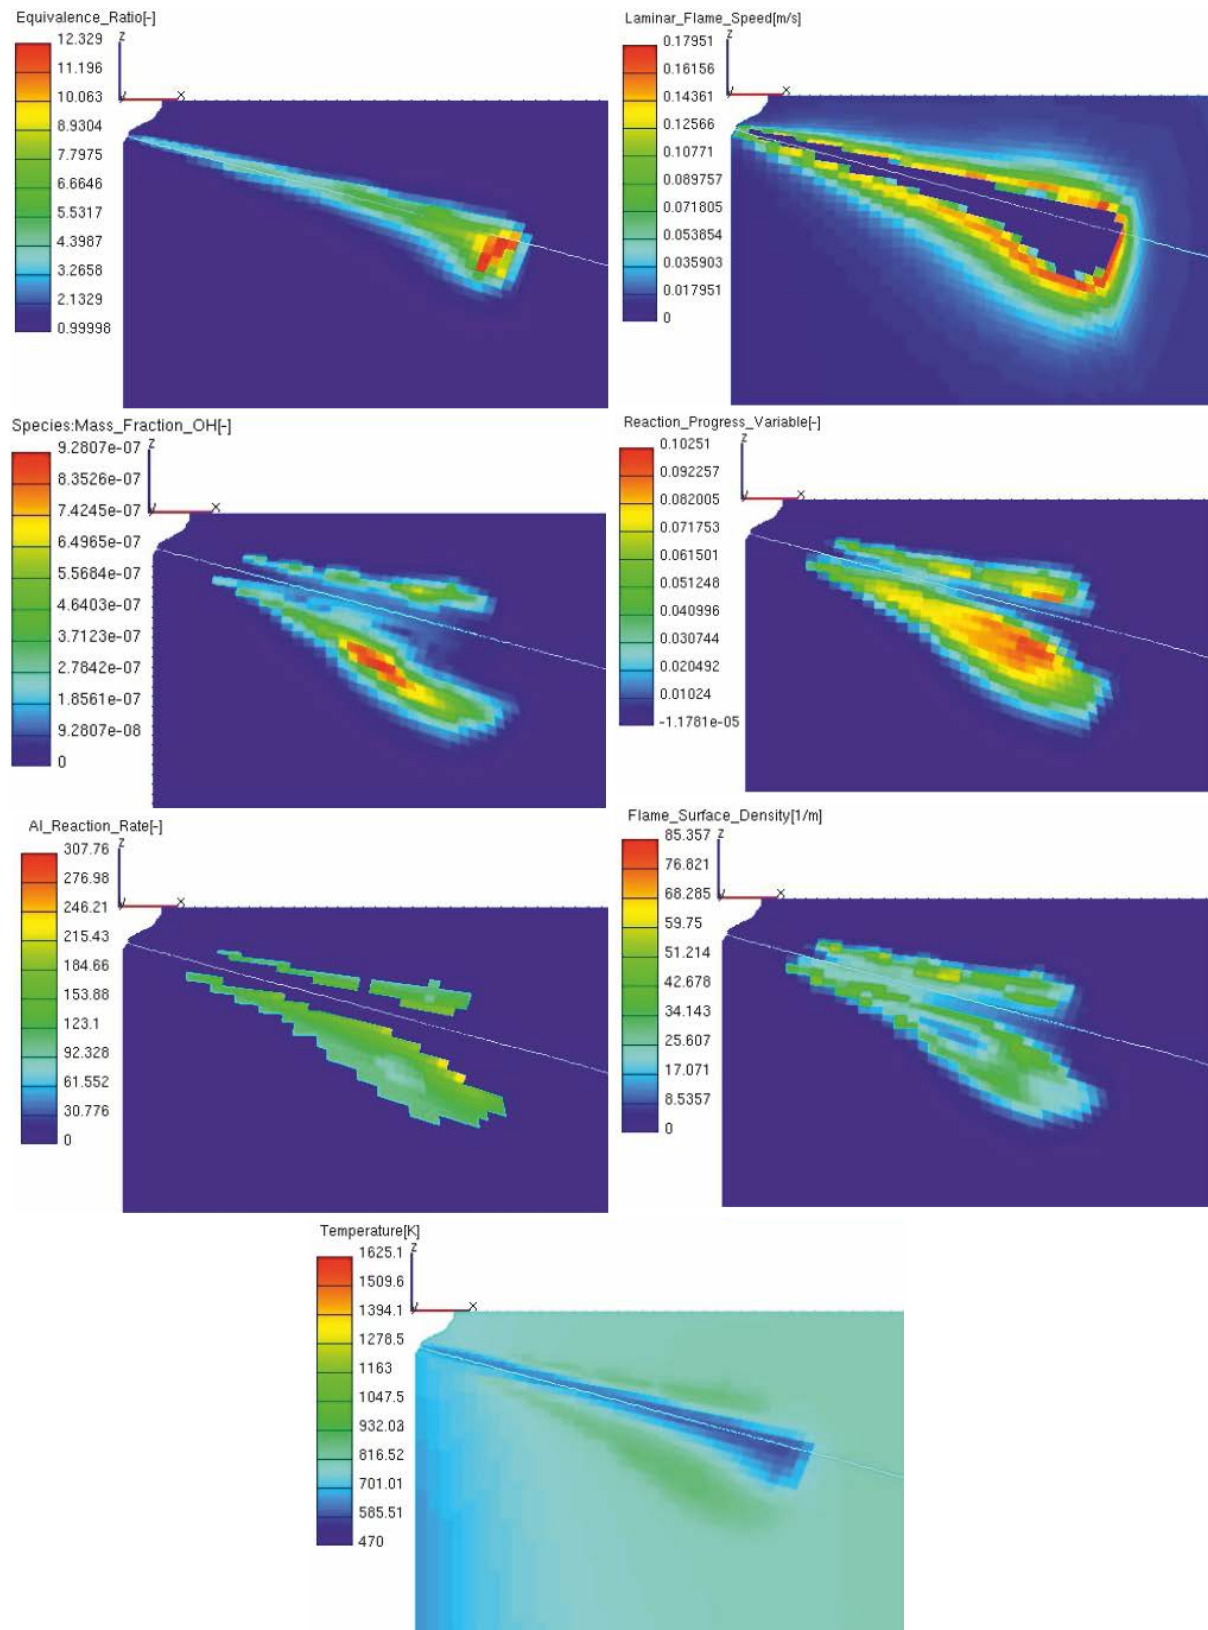 Equivalence_Ratio[-]
12.329
z
11.196
10.063
8.9304
7.7975
6.6646
5.5317
4.3987
3.2658
2.1329
0.99998
x
Laminar_Flame_Speed[m/s]
0.17951
z
0.16156
0.14361
0.12566
0.10771
0.089757
0.071805
0.053854
0.035903
0.017951
0
x
Species:Mass_Fraction_OH[-]
9.2807e-07
z
8.3526e-07
7.4245e-07
6.4965e-07
5.5684e-07
4.6403e-07
3.7123e-07
2.7842e-07
1.8561e-07
9.2807e-08
0
x
Reaction_Progress_Variable[-]
0.10251
z
0.092257
0.082005
0.071753
0.061501
0.051248
0.040996
0.030744
0.020492
0.01024
-1.1781e-05
x
AI_Reaction_Rate[-]
307.76
z
276.98
246.21
215.43
184.66
153.88
123.1
92.328
61.552
30.776
0
x
Flame_Surface_Density[1/m]
85.357
z
76.821
68.285
59.75
51.214
42.678
34.143
25.607
17.071
8.5357
0
x
Temperature[K]
1625.1
z
1509.6
1394.1
1278.5
1163
1047.5
932.03
816.52
701.01
585.51
470
x